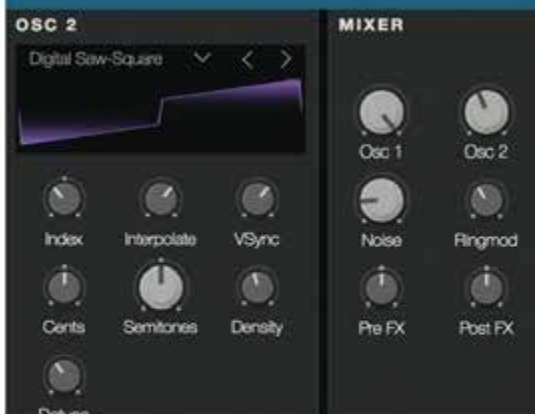 OSC 2
Digital Saw-Square
Index Interpolate VSync
Cents Semitones Density
Detune
MIXER
Osc 1 Osc 2
Noise Ringmod
Pre FX Post FX